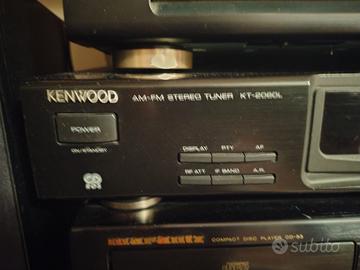 KENWOOD AM-FM STEREO TUNER KT-2080L
POWER
ON/STANDBY
DISPLAY PTY AF
RF ATT IF BAND A.R.
COMPACT DISC PLAYER
subito